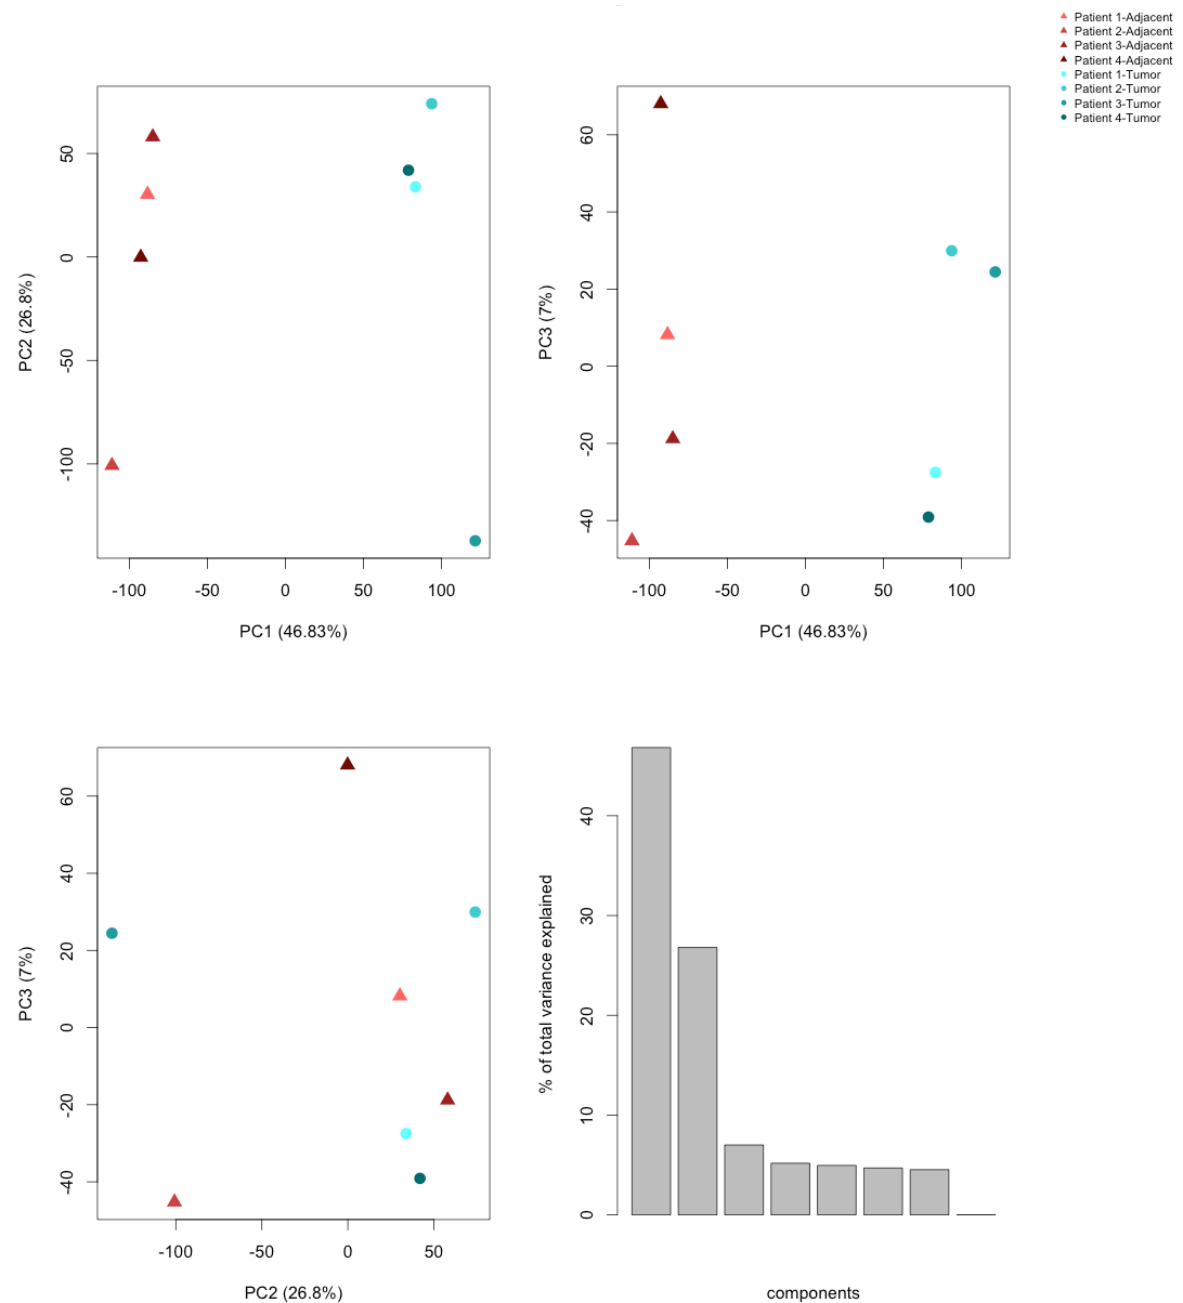 Patient 1-Adjacent
Patient 2-Adjacent
Patient 3-Adjacent
Patient 4-Adjacent
Patient 1-Tumor
Patient 2-Tumor
Patient 3-Tumor
Patient 4-Tumor
50
0
-50
-100
PC2 (26.8%)
-100 -50 0 50 100
PC1 (46.83%)
60
40
20
0
-20
-40
PC3 (7%)
-100 -50 0 50 100
PC1 (46.83%)
60
40
20
0
-20
-40
PC3 (7%)
-100 -50 0 50
PC2 (26.8%)
40
30
20
10
0
% of total variance explained
components